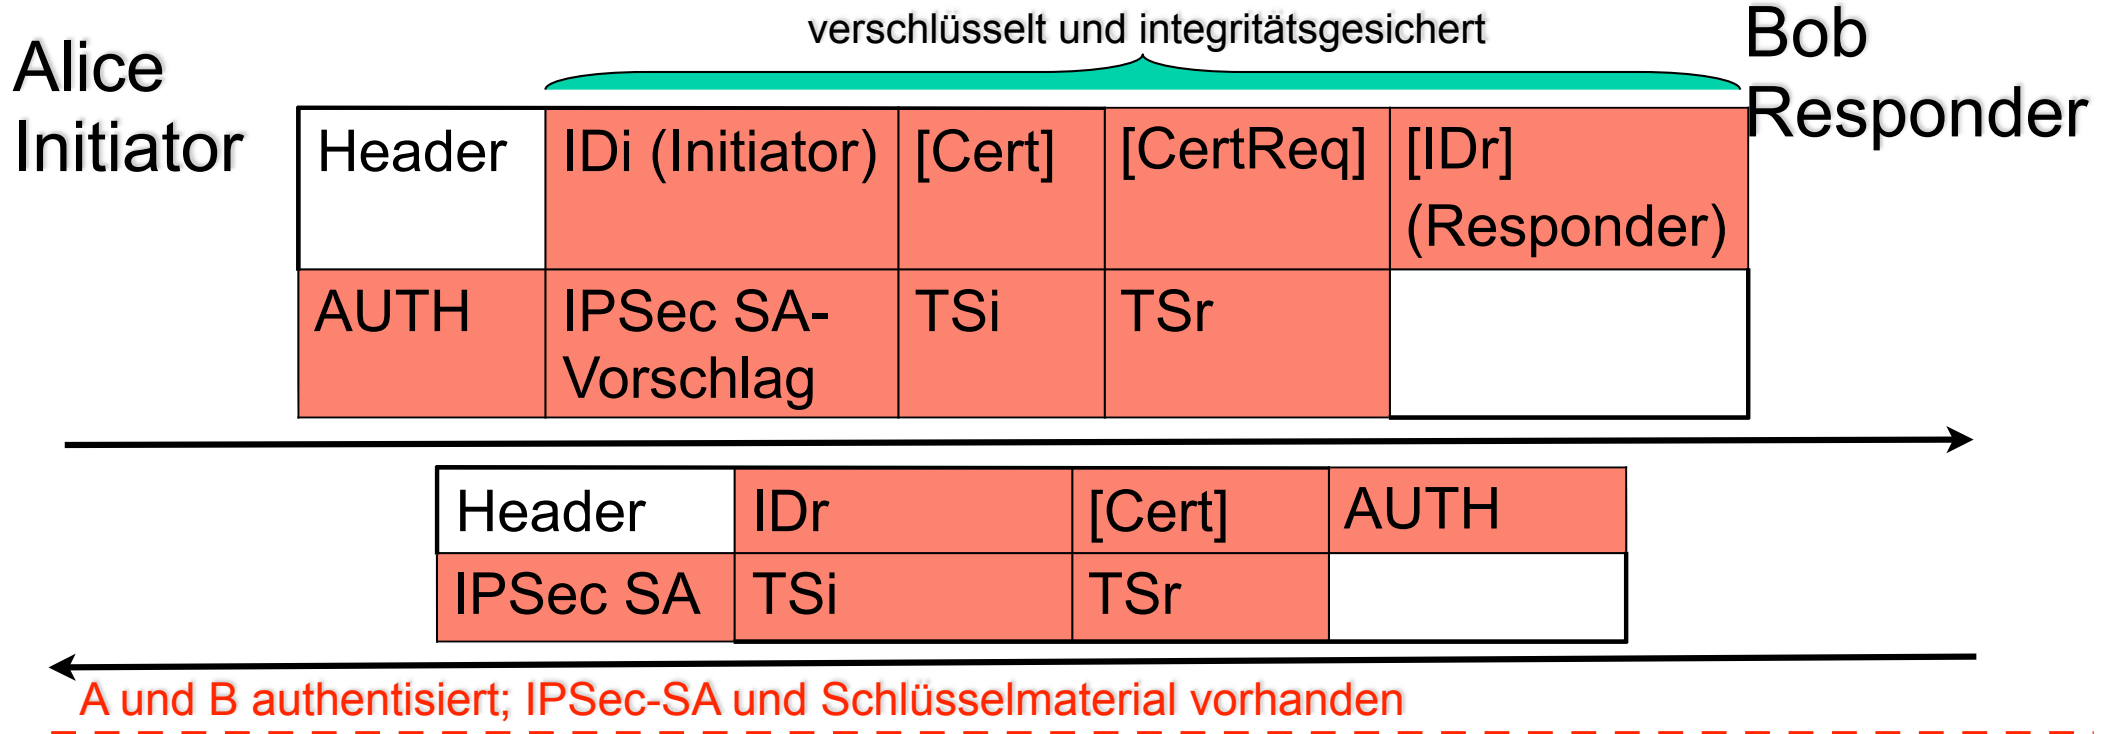 verschlüsselt und integritätsgesichert
Alice
Initiator
Bob
Responder
Header
IDi (Initiator)
[Cert]
[CertReq]
[IDr]
(Responder)
AUTH
IPSec SA-
Vorschlag
TSi
TSr
Header
IDr
[Cert]
AUTH
IPSec SA
TSi
TSr
A und B authentisiert; IPSec-SA und Schlüsselmaterial vorhanden